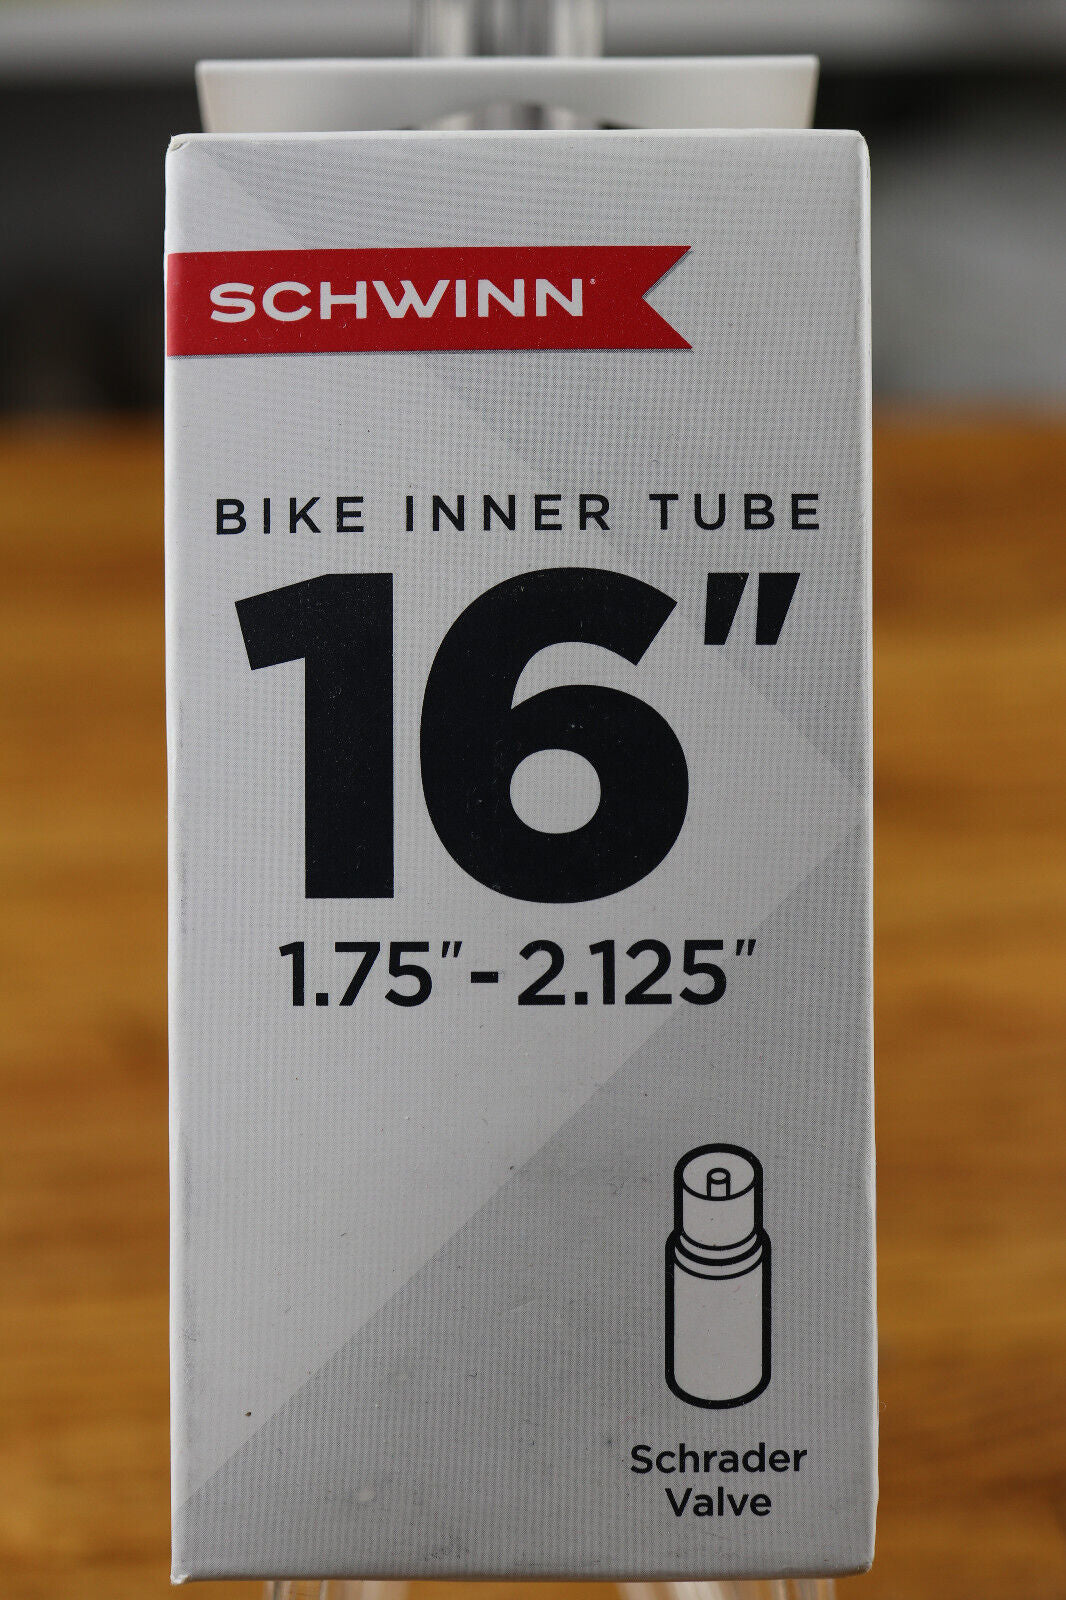 SCHWINN
BIKE INNER TUBE
16"
1.75" - 2.125"
Schrader
Valve